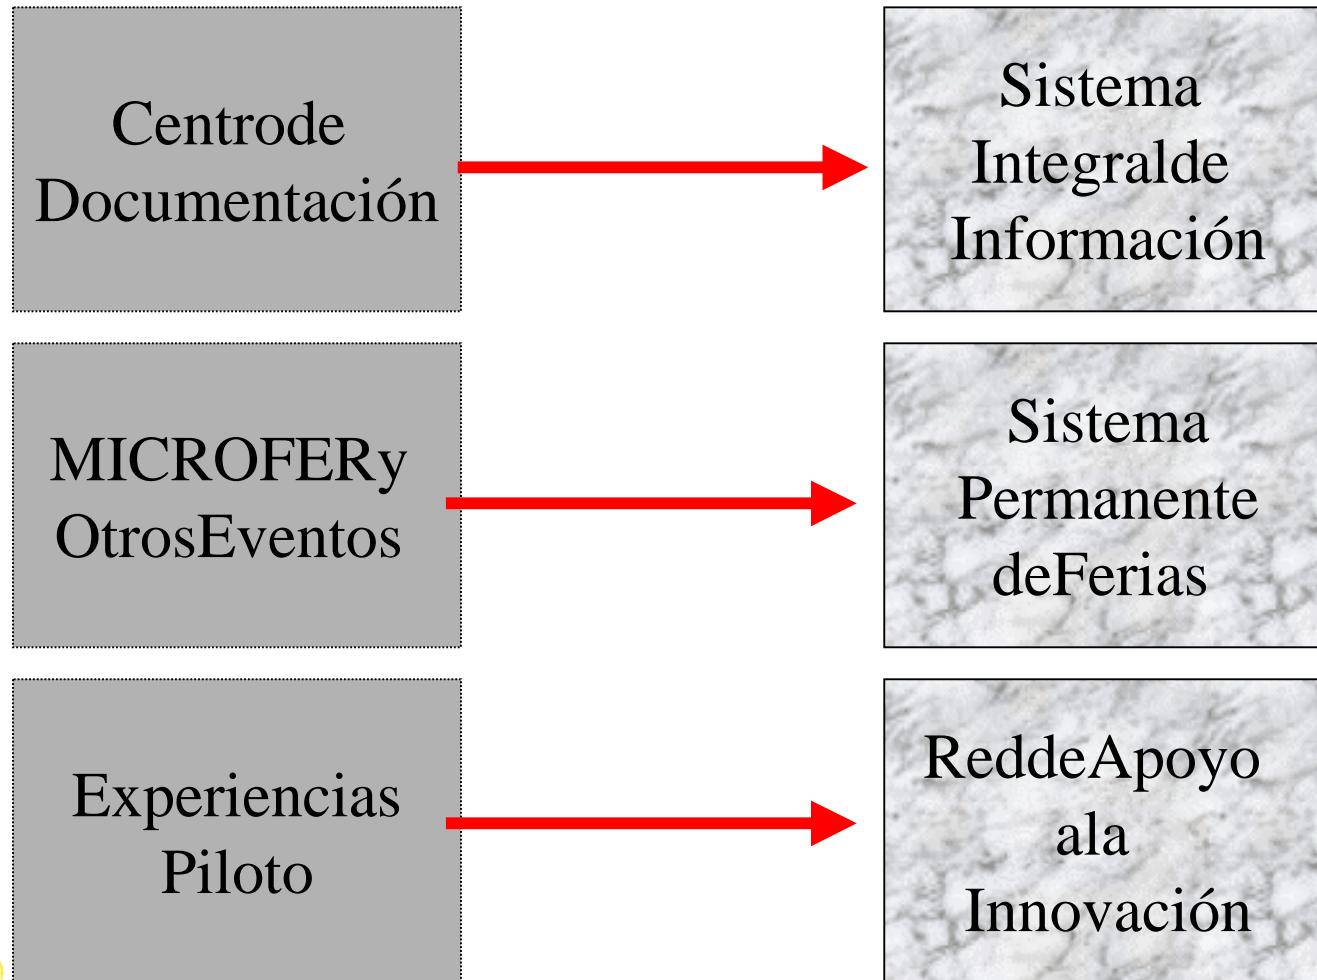 Centrode
Documentación
Sistema
Integralde
Información
MICROFERy
OtrosEventos
Sistema
Permanente
deFerias
Experiencias
Piloto
ReddeApoyo
ala
Innovación